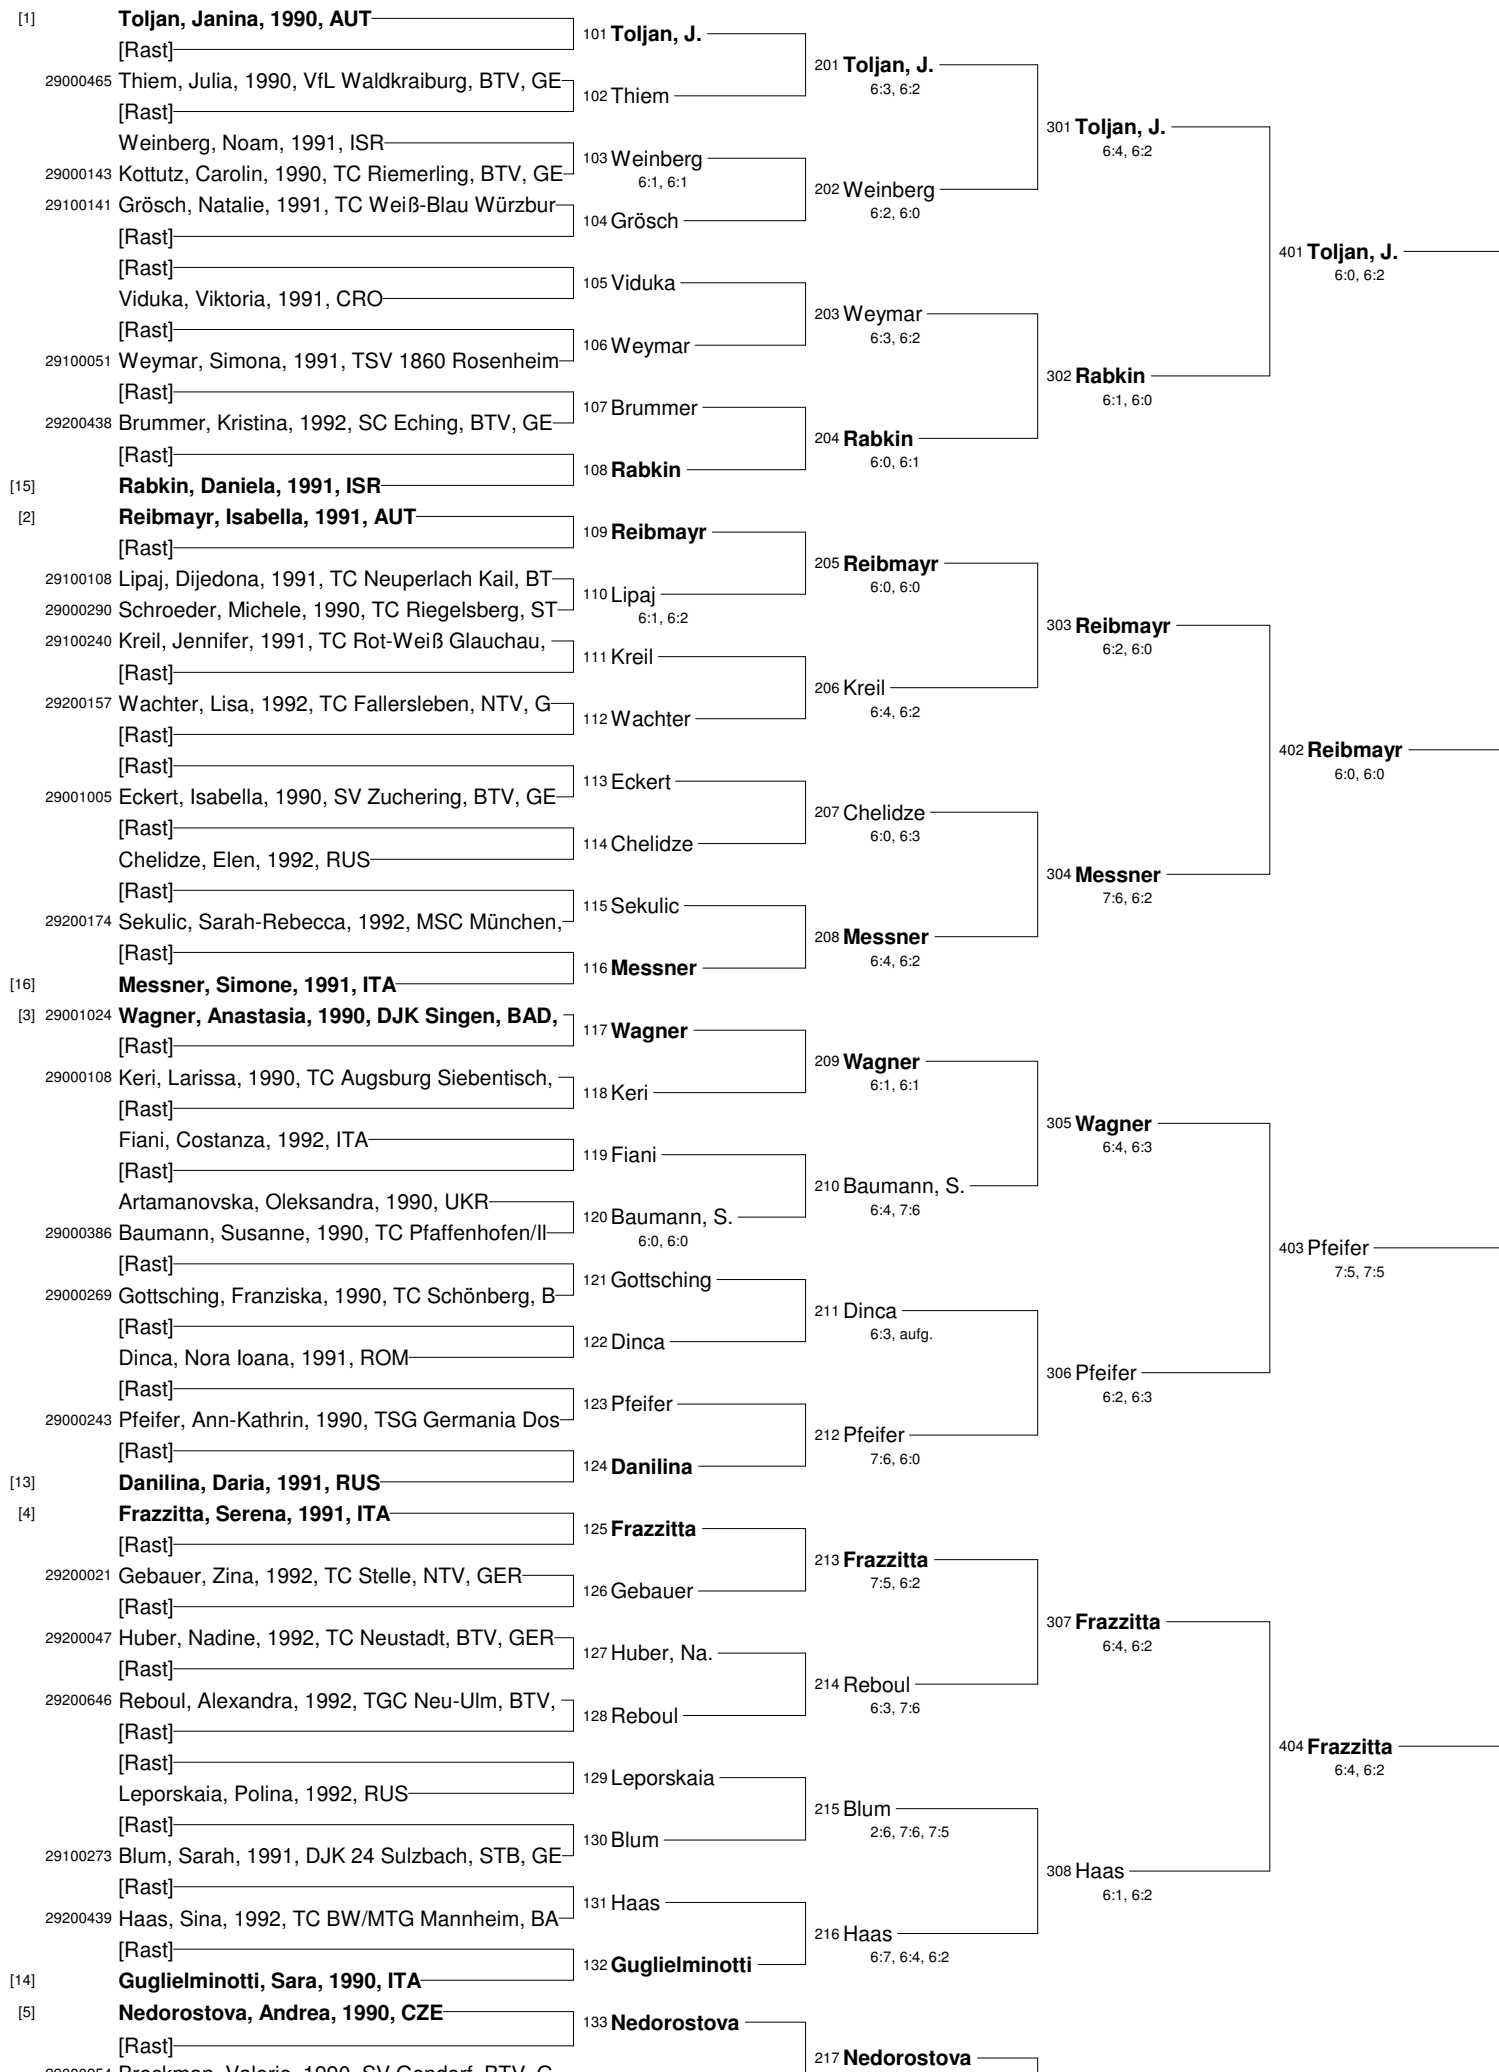 [1] Toljan, Janina, 1990, AUT
[Rast]
101 Toljan, J.
29000465 Thiem, Julia, 1990, VfL Waldkraiburg, BTV, GE
[Rast]
102 Thiem
201 Toljan, J.
6:3, 6:2
Weinberg, Noam, 1991, ISR
29000143 Kottutz, Carolin, 1990, TC Riemerling, BTV, GE
103 Weinberg
6:1, 6:1
29100141 Grösch, Natalie, 1991, TC Weiß-Blau Würzbur
[Rast]
104 Grösch
202 Weinberg
6:2, 6:0
301 Toljan, J.
6:4, 6:2
[Rast]
Viduka, Viktoria, 1991, CRO
105 Viduka
[Rast]
29100051 Weymar, Simona, 1991, TSV 1860 Rosenheim
106 Weymar
203 Weymar
6:3, 6:2
[Rast]
29200438 Brummer, Kristina, 1992, SC Eching, BTV, GE
107 Brummer
[Rast]
[15] Rabkin, Daniela, 1991, ISR
108 Rabkin
204 Rabkin
6:0, 6:1
302 Rabkin
6:1, 6:0
401 Toljan, J.
6:0, 6:2
[2] Reibmayr, Isabella, 1991, AUT
[Rast]
109 Reibmayr
29100108 Lipaj, Dijedona, 1991, TC Neuperlach Kail, BT
29000290 Schroeder, Michele, 1990, TC Riegelsberg, ST
110 Lipaj
6:1, 6:2
205 Reibmayr
6:0, 6:0
29100240 Kreil, Jennifer, 1991, TC Rot-Weiß Glauchau,
[Rast]
111 Kreil
29200157 Wachter, Lisa, 1992, TC Fallersleben, NTV, G
[Rast]
112 Wachter
206 Kreil
6:4, 6:2
303 Reibmayr
6:2, 6:0
[Rast]
29001005 Eckert, Isabella, 1990, SV Zuchering, BTV, GE
113 Eckert
[Rast]
Chelidze, Elen, 1992, RUS
114 Chelidze
207 Chelidze
6:0, 6:3
[Rast]
29200174 Sekulic, Sarah-Rebecca, 1992, MSC München,
115 Sekulic
[Rast]
[16] Messner, Simone, 1991, ITA
116 Messner
208 Messner
6:4, 6:2
304 Messner
7:6, 6:2
402 Reibmayr
6:0, 6:0
[3] 29001024 Wagner, Anastasia, 1990, DJK Singen, BAD,
[Rast]
117 Wagner
29000108 Keri, Larissa, 1990, TC Augsburg Siebentisch,
[Rast]
118 Keri
209 Wagner
6:1, 6:1
Fiani, Costanza, 1992, ITA
[Rast]
119 Fiani
Artamanovska, Oleksandra, 1990, UKR
29000386 Baumann, Susanne, 1990, TC Pfaffenhofen/Il
120 Baumann, S.
6:0, 6:0
210 Baumann, S.
6:4, 7:6
305 Wagner
6:4, 6:3
[Rast]
29000269 Gottsching, Franziska, 1990, TC Schönberg, B
121 Gottsching
[Rast]
Dinca, Nora Ioana, 1991, ROM
122 Dinca
211 Dinca
6:3, aufg.
[Rast]
29000243 Pfeifer, Ann-Kathrin, 1990, TSG Germania Dos
123 Pfeifer
[Rast]
[13] Danilina, Daria, 1991, RUS
124 Danilina
212 Pfeifer
7:6, 6:0
306 Pfeifer
6:2, 6:3
403 Pfeifer
7:5, 7:5
[4] Frazzitta, Serena, 1991, ITA
[Rast]
125 Frazzitta
29200021 Gebauer, Zina, 1992, TC Stelle, NTV, GER
[Rast]
126 Gebauer
213 Frazzitta
7:5, 6:2
29200047 Huber, Nadine, 1992, TC Neustadt, BTV, GER
[Rast]
127 Huber, Na.
29200646 Reboul, Alexandra, 1992, TGC Neu-Ulm, BTV,
[Rast]
128 Reboul
214 Reboul
6:3, 7:6
307 Frazzitta
6:4, 6:2
[Rast]
Leporskaia, Polina, 1992, RUS
129 Leporskaia
[Rast]
29100273 Blum, Sarah, 1991, DJK 24 Sulzbach, STB, GE
130 Blum
215 Blum
2:6, 7:6, 7:5
[Rast]
29200439 Haas, Sina, 1992, TC BW/MTG Mannheim, BA
131 Haas
[Rast]
[14] Guglielminotti, Sara, 1990, ITA
132 Guglielminotti
216 Haas
6:7, 6:4, 6:2
308 Haas
6:1, 6:2
404 Frazzitta
6:4, 6:2
[5] Nedorostova, Andrea, 1990, CZE
[Rast]
133 Nedorostova
217 Nedorostova